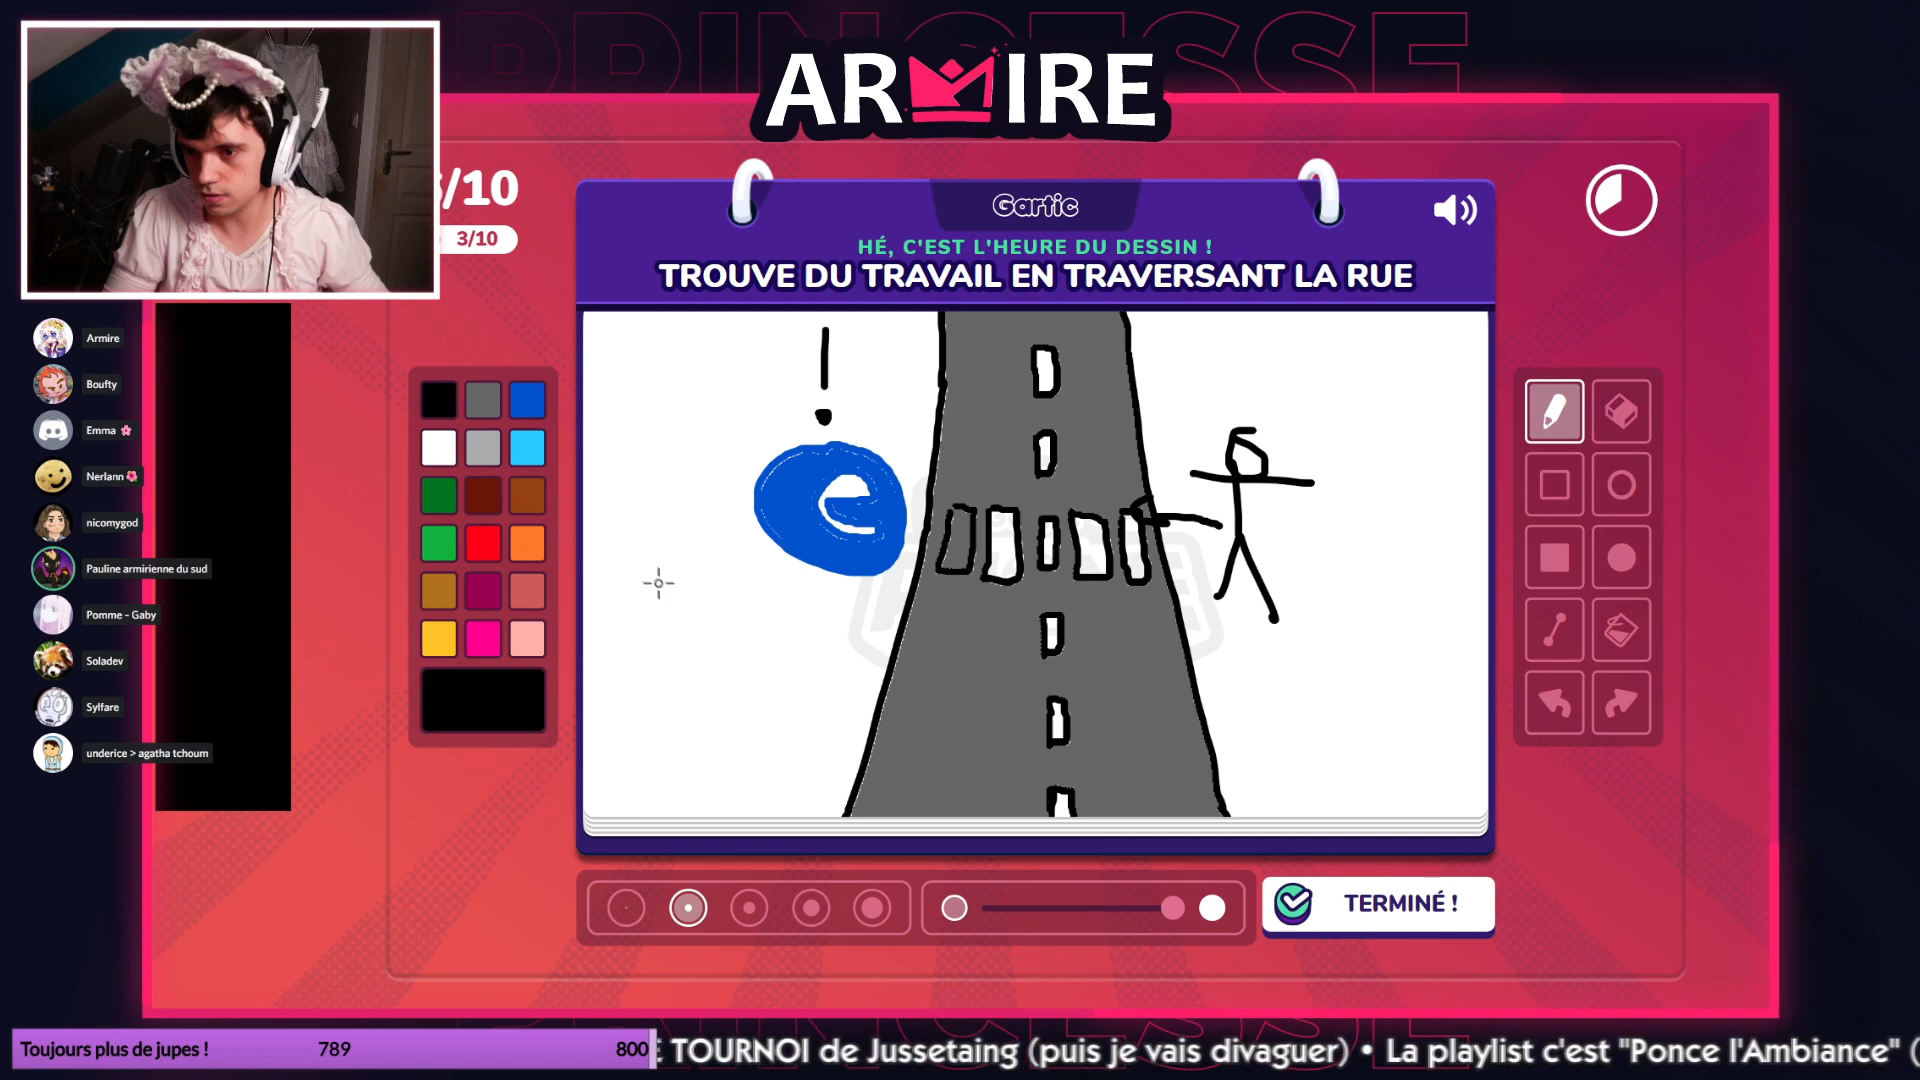 PRINCESSE
ARMIRE
/10
3/10
Gartic
HÉ, C'EST L'HEURE DU DESSIN !
TROUVE DU TRAVAIL EN TRAVERSANT LA RUE
!
e
Armire
Boufty
Emma 🌸
Nerlann 🌺
nicomygod
Pauline armirienne du sud
Pomme - Gaby
Soladev
Sylfare
underice > agatha tchoum
TERMINÉ !
Toujours plus de jupes ! 789 800
TOURNOI de Jussetaing (puis je vais divaguer) • La playlist c'est "Ponce l'Ambiance" (